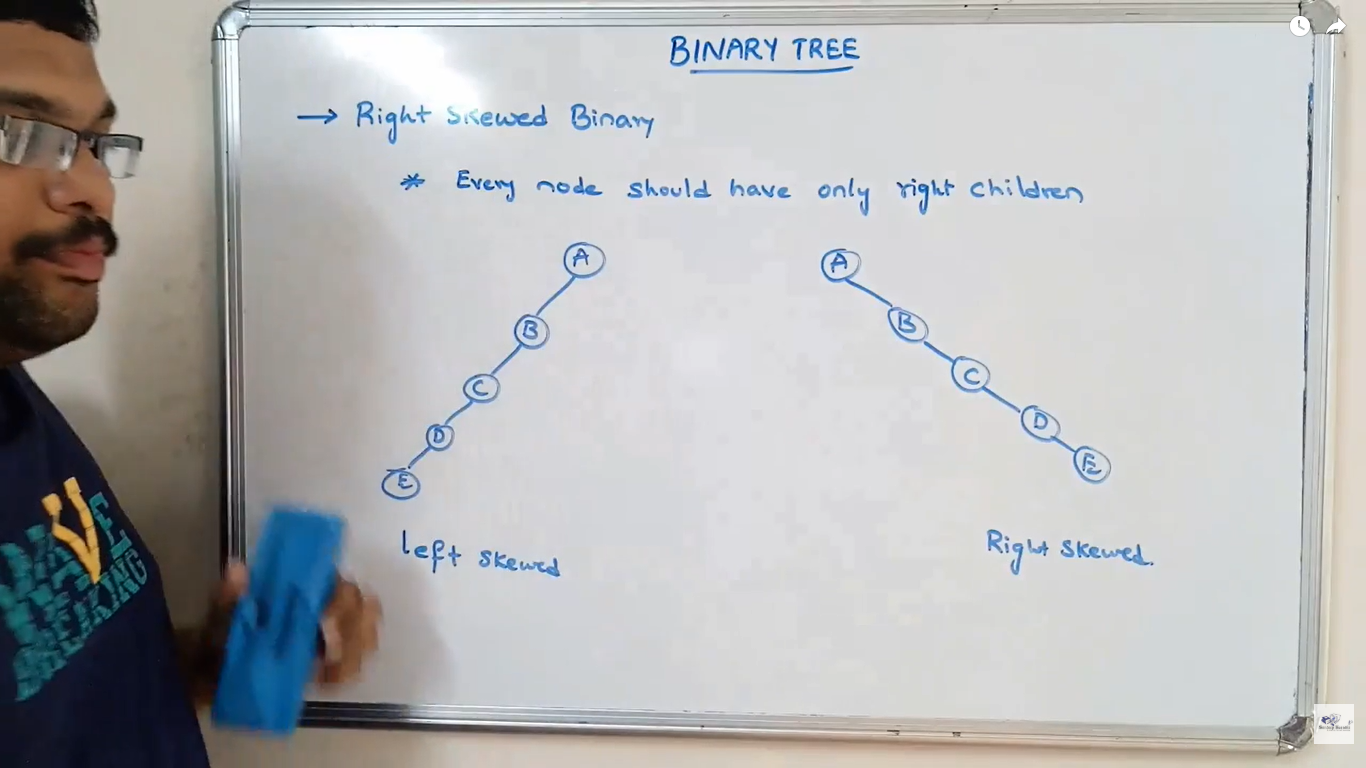 BINARY TREE
→ Right Skewed Binary
* Every node should have only right children
A
B
C
D
E
left skewed
A
B
C
D
E
Right skewed.